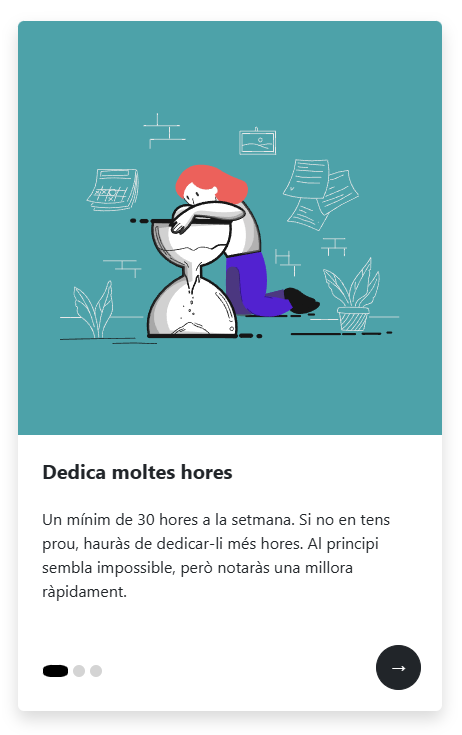 Dedica moltes hores
Un mínim de 30 hores a la setmana. Si no en tens
prou, hauràs de dedicar-li més hores. Al principi
sembla impossible, però notaràs una millora
ràpidament.
→